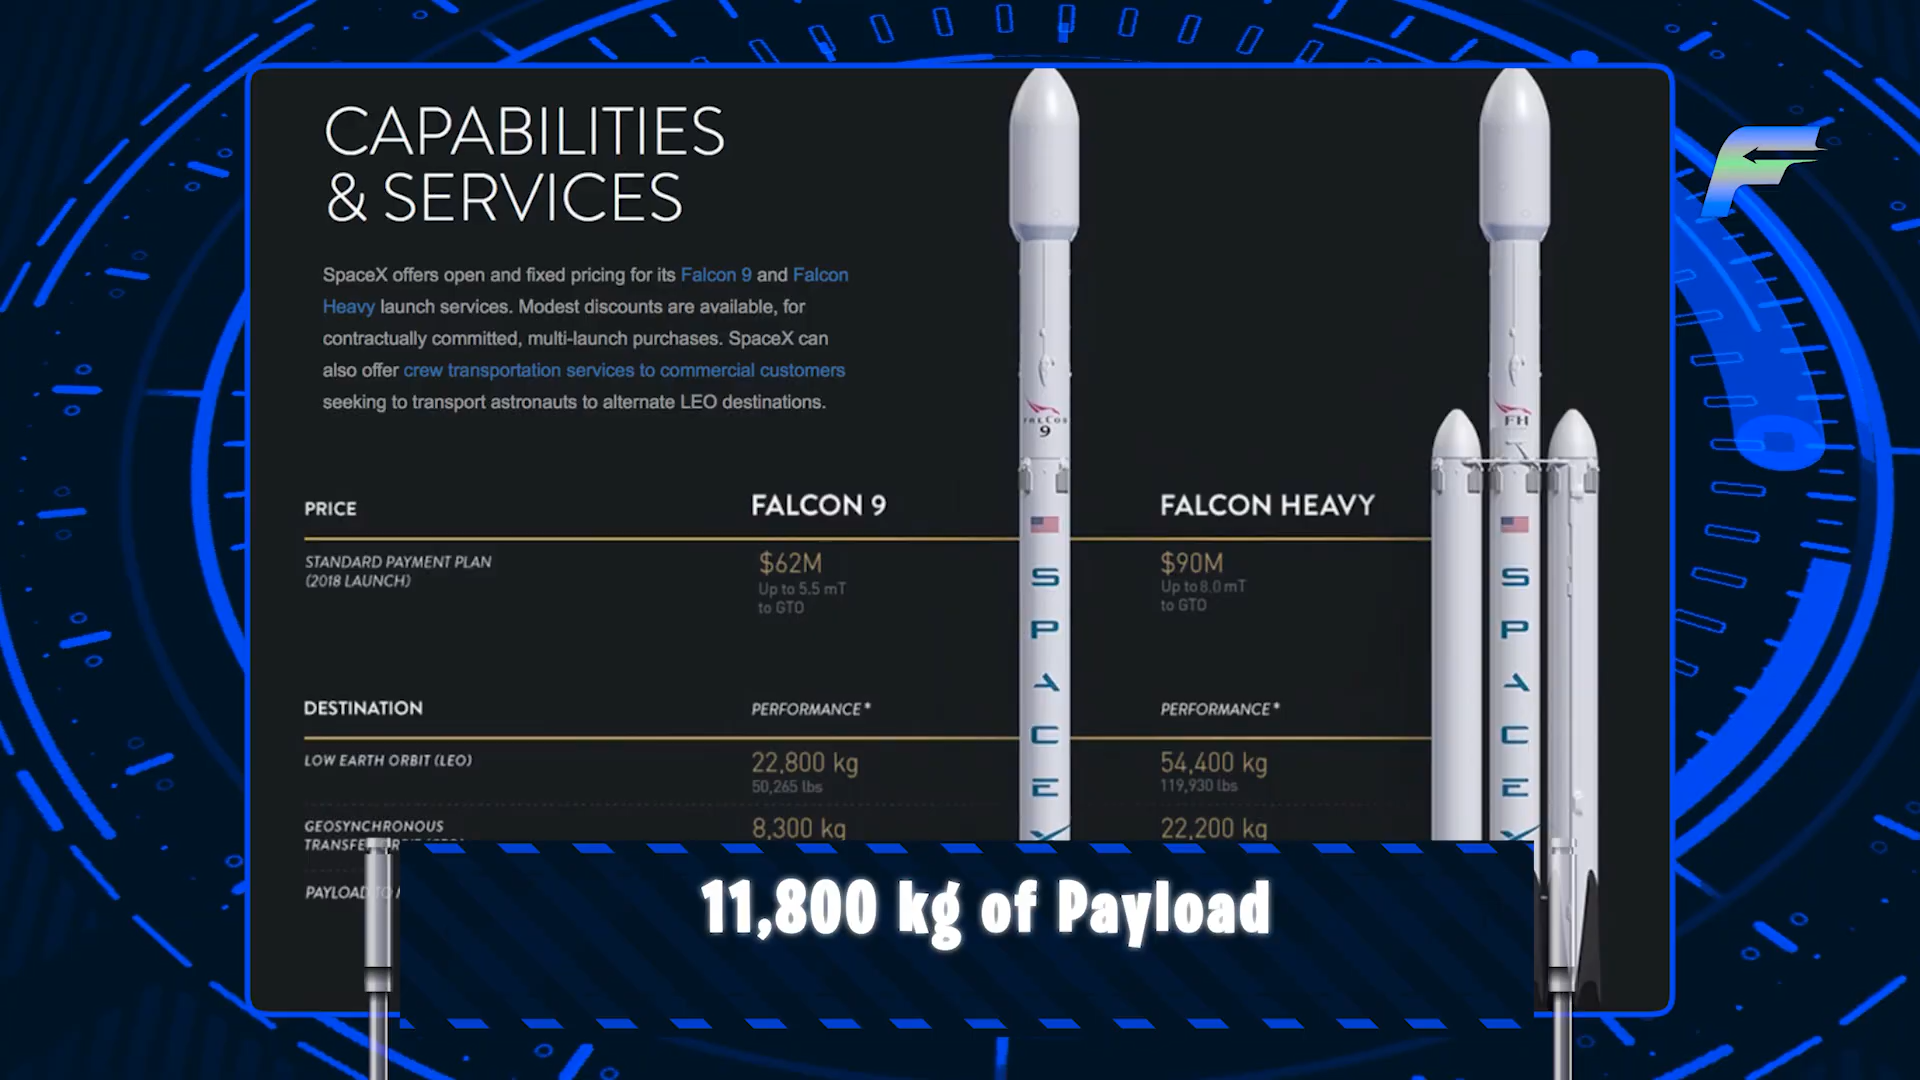 CAPABILITIES
& SERVICES
SpaceX offers open and fixed pricing for its Falcon 9 and Falcon
Heavy launch services. Modest discounts are available, for
contractually committed, multi-launch purchases. SpaceX can
also offer crew transportation services to commercial customers
seeking to transport astronauts to alternate LEO destinations.
FALCON
9
FH
PRICE FALCON 9 FALCON HEAVY
STANDARD PAYMENT PLAN
(2018 LAUNCH)
$62M
Up to 5.5 mT
to GTO
$90M
Up to 8.0 mT
to GTO
SPACEX
SPACEX
DESTINATION PERFORMANCE* PERFORMANCE*
LOW EARTH ORBIT (LEO) 22,800 kg 54,400 kg
50,265 lbs 119,930 lbs
GEOSYNCHRONOUS 8,300 kg 22,200 kg
PAYLOAD TO
11,800 kg of Payload